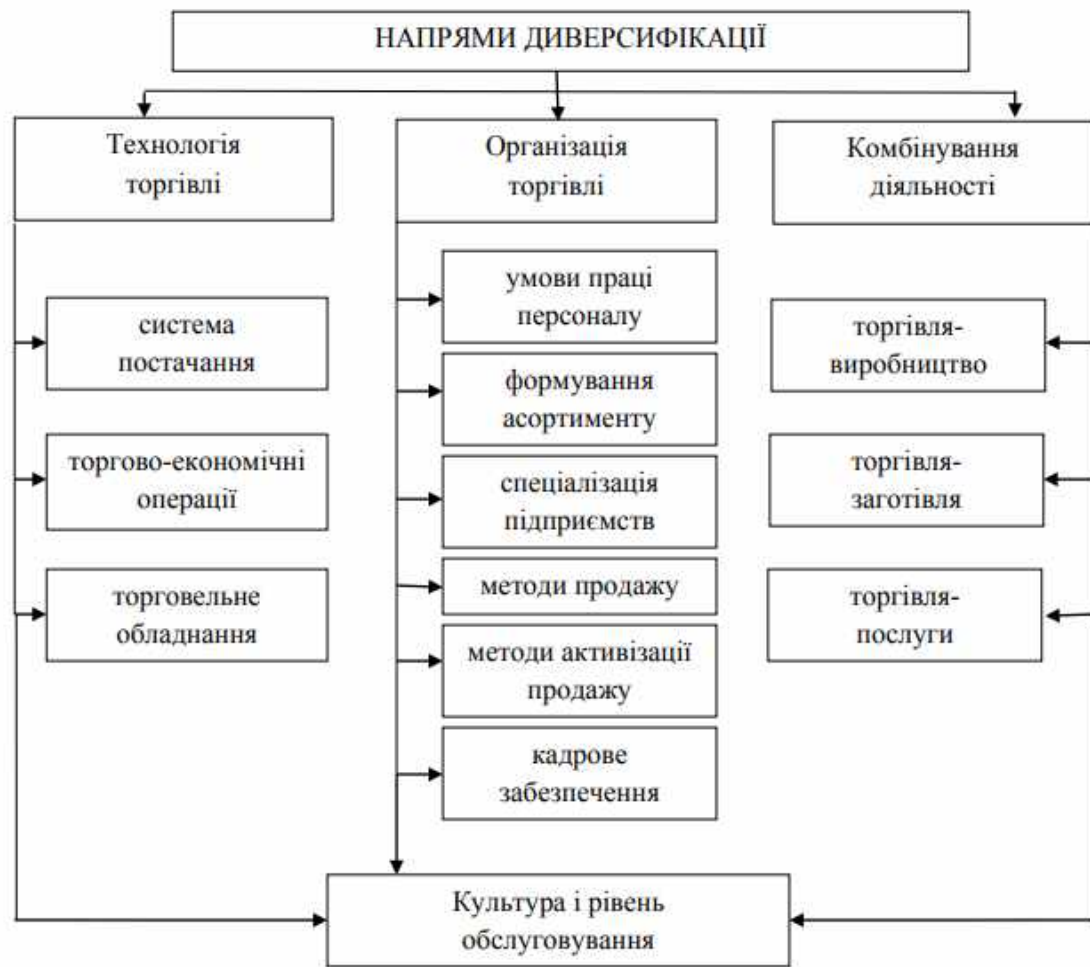 НАПРЯМИ ДИВЕРСИФІКАЦІЇ
Технологія
торгівлі
система
постачання
торгово-економічні
операції
торговельне
обладнання
Організація
торгівлі
умови праці
персоналу
формування
асортименту
спеціалізація
підприємств
методи продажу
методи активізації
продажу
кадрове
забезпечення
Комбінування
діяльності
торгівля-
виробництво
торгівля-
заготівля
торгівля-
послуги
Культура і рівень
обслуговування